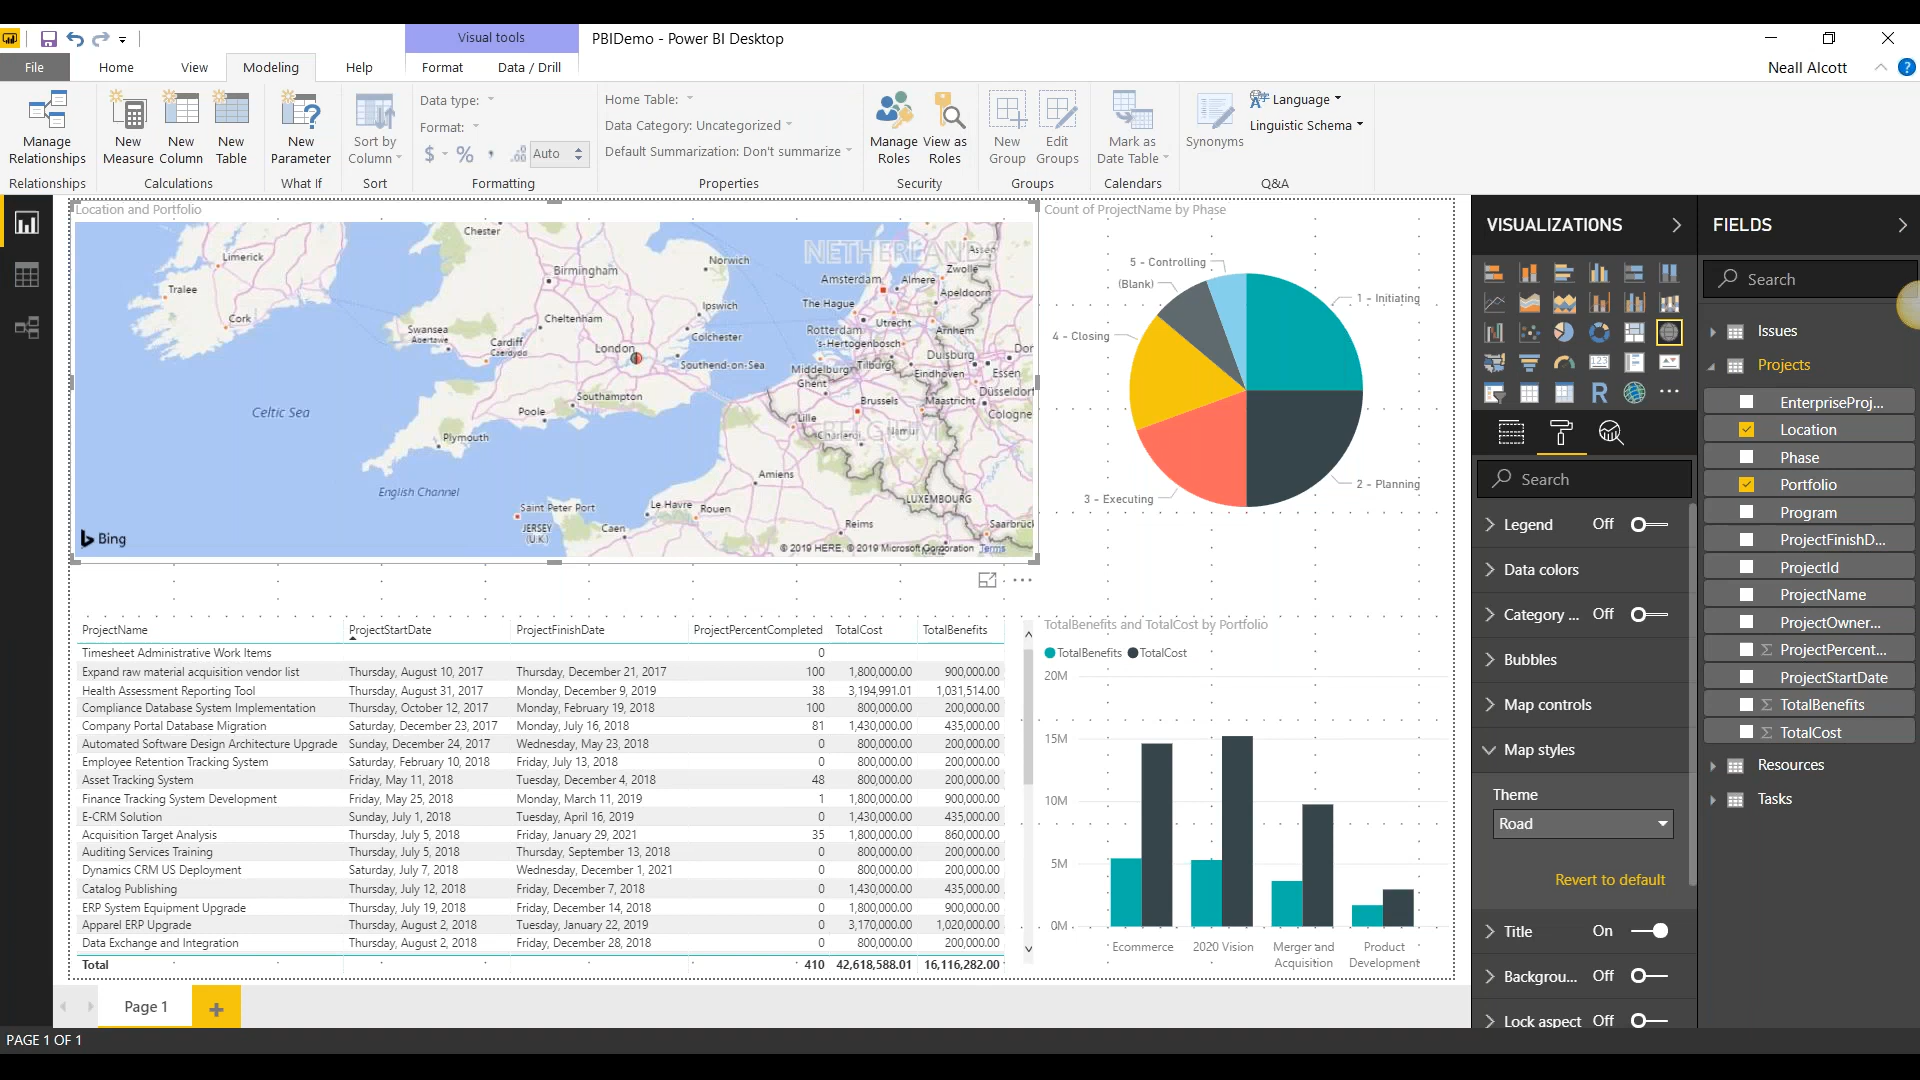 Visual tools
PBIDemo - Power BI Desktop
File Home View Modeling Help Format Data / Drill
Neall Alcott
?
Manage Relationships
Relationships
New Measure
New Column
New Table
Calculations
New Parameter
What If
Sort by Column
Sort
Data type:
Format:
$ % , Auto
Formatting
Home Table:
Data Category: Uncategorized
Default Summarization: Don't summarize
Properties
Manage Roles
View as Roles
Security
New Group
Edit Groups
Groups
Mark as Date Table
Calendars
Synonyms
Language
Linguistic Schema
Q&A
Location and Portfolio
Chester
Limerick
Birmingham
Norwich
NETHERLANDS
Assen
Zwolle
Tralee
Amsterdam
Almere
Apeldoorn
Ipswich
The Hague
Cork
Cheltenham
Utrecht
Arnhem
Swansea
Abertawe
Colchester
Rotterdam
's-Hertogenbosch
Cardiff
Caerdydd
London
Southend-on-Sea
Duisburg
Dor
Middelburg
Tilburg
Eindhoven
Essen
Ghent
Düsseldorf
Southampton
Brussels
Maastricht
Cologne
Celtic Sea
Poole
Lille
BELGIUM
Charleroi
Namur
Plymouth
Amiens
English Channel
LUXEMBOURG
Saint Peter Port
Le Havre
Rouen
JERSEY
(U.K.)
Caen
Reims
Saarbrück
Bing
© 2019 HERE, © 2019 Microsoft Corporation Terms
Count of ProjectName by Phase
5 - Controlling
(Blank)
1 - Initiating
4 - Closing
2 - Planning
3 - Executing
ProjectName ProjectStartDate ProjectFinishDate ProjectPercentCompleted TotalCost TotalBenefits
Timesheet Administrative Work Items 0
Expand raw material acquisition vendor list Thursday, August 10, 2017 Thursday, December 21, 2017 100 1,800,000.00 900,000.00
Health Assessment Reporting Tool Thursday, August 31, 2017 Monday, December 9, 2019 38 3,194,991.01 1,031,514.00
Compliance Database System Implementation Thursday, October 12, 2017 Monday, February 19, 2018 100 800,000.00 200,000.00
Company Portal Database Migration Saturday, December 23, 2017 Monday, July 16, 2018 81 1,430,000.00 435,000.00
Automated Software Design Architecture Upgrade Sunday, December 24, 2017 Wednesday, May 23, 2018 0 800,000.00 200,000.00
Employee Retention Tracking System Saturday, February 10, 2018 Friday, July 13, 2018 0 800,000.00 200,000.00
Asset Tracking System Friday, May 11, 2018 Tuesday, December 4, 2018 48 800,000.00 200,000.00
Finance Tracking System Development Friday, May 25, 2018 Monday, March 11, 2019 1 1,800,000.00 900,000.00
E-CRM Solution Sunday, July 1, 2018 Tuesday, April 16, 2019 0 1,430,000.00 435,000.00
Acquisition Target Analysis Thursday, July 5, 2018 Friday, January 29, 2021 35 1,800,000.00 860,000.00
Auditing Services Training Thursday, July 5, 2018 Thursday, September 13, 2018 0 800,000.00 200,000.00
Dynamics CRM US Deployment Saturday, July 7, 2018 Wednesday, December 1, 2021 0 800,000.00 200,000.00
Catalog Publishing Thursday, July 12, 2018 Friday, December 7, 2018 0 1,430,000.00 435,000.00
ERP System Equipment Upgrade Thursday, July 19, 2018 Friday, December 14, 2018 0 1,800,000.00 900,000.00
Apparel ERP Upgrade Thursday, August 2, 2018 Tuesday, January 22, 2019 0 3,170,000.00 1,020,000.00
Data Exchange and Integration Thursday, August 2, 2018 Friday, December 28, 2018 0 800,000.00 200,000.00
Total 410 42,618,588.01 16,116,282.00
TotalBenefits and TotalCost by Portfolio
TotalBenefits TotalCost
20M
15M
10M
5M
0M
Ecommerce
2020 Vision
Merger and Acquisition
Product Development
VISUALIZATIONS
123
R
Search
Legend Off
Data colors
Category ... Off
Bubbles
Map controls
Map styles
Theme
Road
Revert to default
Title On
Backgrou... Off
Lock aspect Off
FIELDS
Search
Issues
Projects
EnterpriseProj...
Location
Phase
Portfolio
Program
ProjectFinishD...
ProjectId
ProjectName
ProjectOwner...
Σ ProjectPercent...
ProjectStartDate
Σ TotalBenefits
Σ TotalCost
Resources
Tasks
Page 1
+
PAGE 1 OF 1